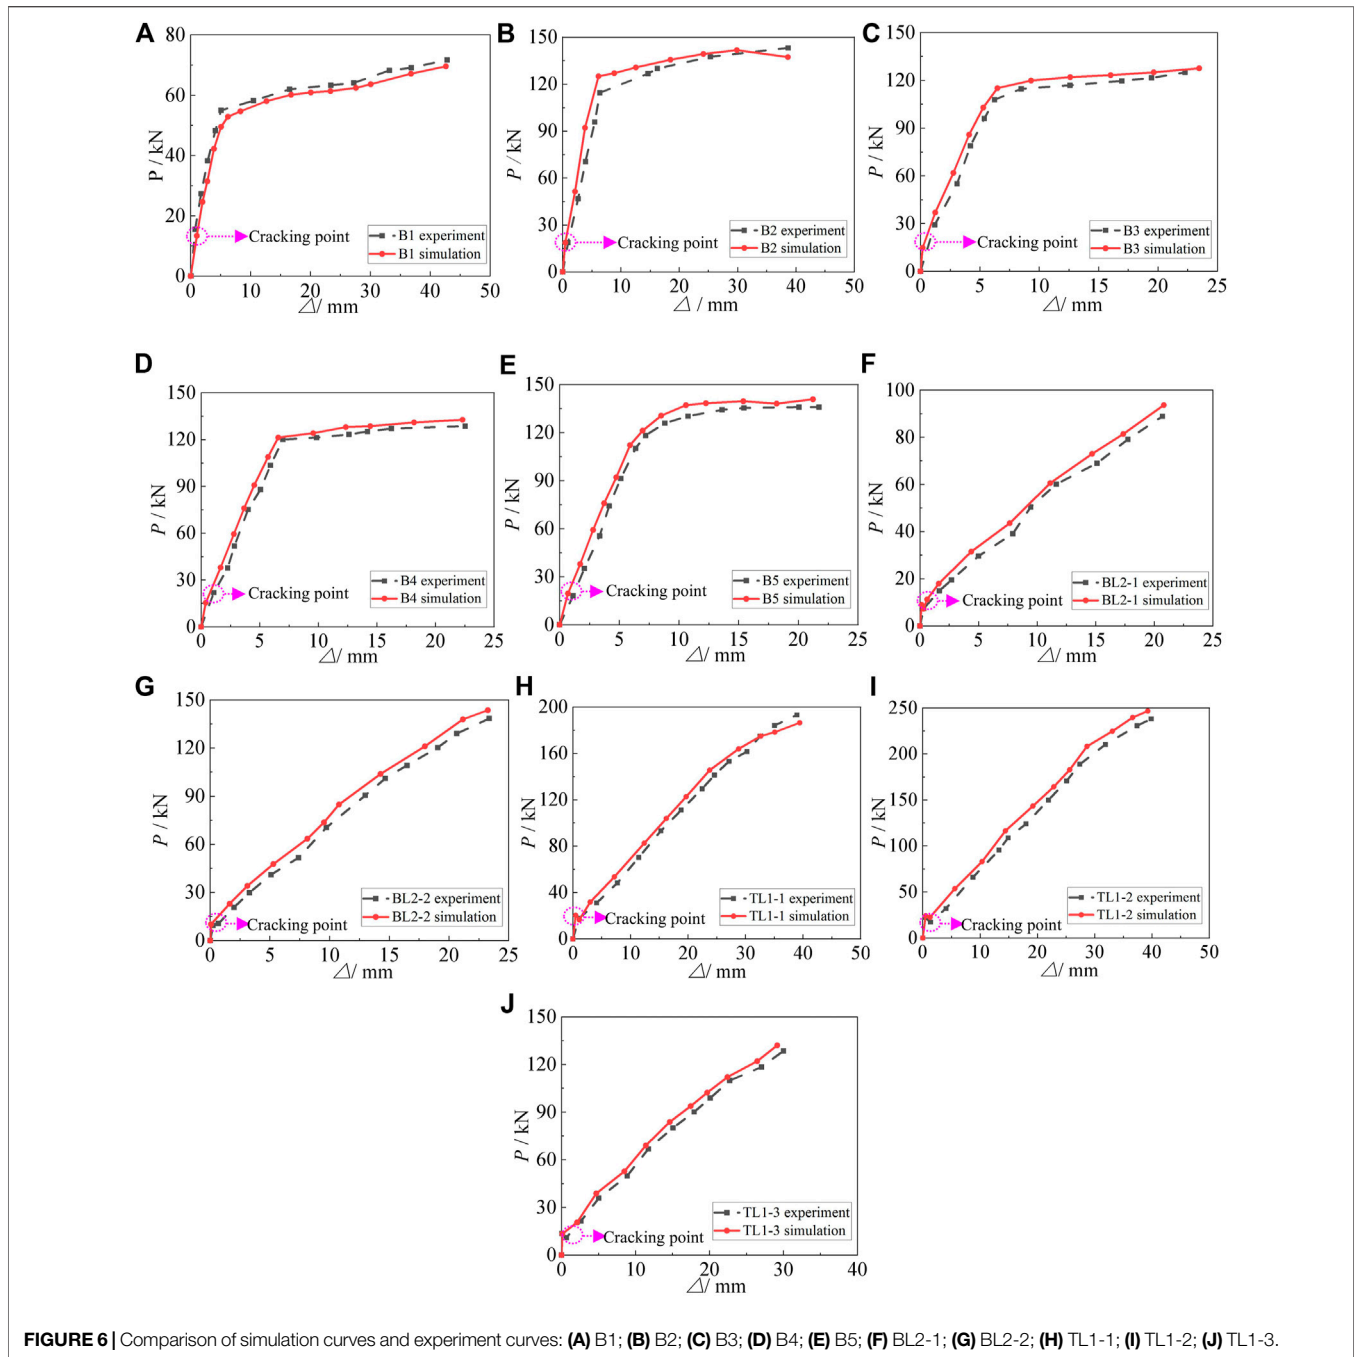 A
80
60
40
20
0
P / kN
Cracking point
B1 experiment
B1 simulation
0 10 20 30 40 50
△/ mm
B
150
120
90
60
30
0
P / kN
Cracking point
B2 experiment
B2 simulation
0 10 20 30 40 50
△/ mm
C
150
120
90
60
30
0
P / kN
Cracking point
B3 experiment
B3 simulation
0 5 10 15 20 25
△/ mm
D
150
120
90
60
30
0
P / kN
Cracking point
B4 experiment
B4 simulation
0 5 10 15 20 25
△/ mm
E
150
120
90
60
30
0
P / kN
Cracking point
B5 experiment
B5 simulation
0 5 10 15 20 25
△/ mm
F
100
80
60
40
20
0
P / kN
Cracking point
BL2-1 experiment
BL2-1 simulation
0 5 10 15 20 25
△/ mm
G
150
120
90
60
30
0
P / kN
Cracking point
BL2-2 experiment
BL2-2 simulation
0 5 10 15 20 25
△/ mm
H
200
160
120
80
40
0
P / kN
Cracking point
TL1-1 experiment
TL1-1 simulation
0 10 20 30 40 50
△/ mm
I
250
200
150
100
50
0
P / kN
Cracking point
TL1-2 experiment
TL1-2 simulation
0 10 20 30 40 50
△/ mm
J
150
120
90
60
30
0
P / kN
Cracking point
TL1-3 experiment
TL1-3 simulation
0 10 20 30 40
△/ mm
FIGURE 6 | Comparison of simulation curves and experiment curves: (A) B1; (B) B2; (C) B3; (D) B4; (E) B5; (F) BL2-1; (G) BL2-2; (H) TL1-1; (I) TL1-2; (J) TL1-3.